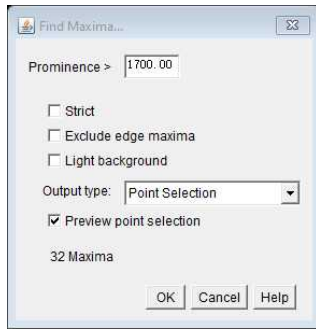 Find Maxima...
Prominence > 1700.00
Strict
Exclude edge maxima
Light background
Output type: Point Selection
Preview point selection
32 Maxima
OK Cancel Help